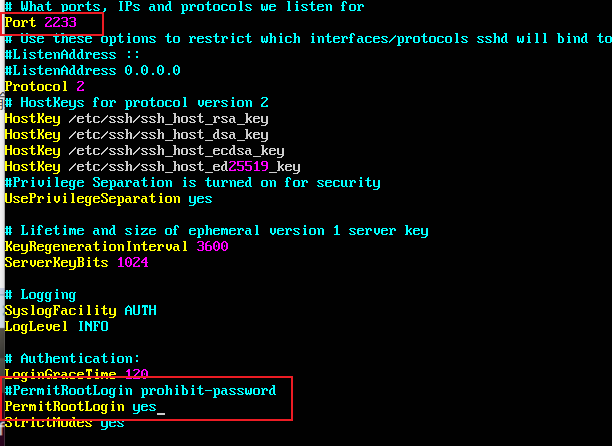 # What ports, IPs and protocols we listen for
Port 2233
# Use these options to restrict which interfaces/protocols sshd will bind to
#ListenAddress ::
#ListenAddress 0.0.0.0
Protocol 2
# HostKeys for protocol version 2
HostKey /etc/ssh/ssh_host_rsa_key
HostKey /etc/ssh/ssh_host_dsa_key
HostKey /etc/ssh/ssh_host_ecdsa_key
HostKey /etc/ssh/ssh_host_ed25519_key
#Privilege Separation is turned on for security
UsePrivilegeSeparation yes
# Lifetime and size of ephemeral version 1 server key
KeyRegenerationInterval 3600
ServerKeyBits 1024
# Logging
SyslogFacility AUTH
LogLevel INFO
# Authentication:
LoginGraceTime 120
#PermitRootLogin prohibit-password
PermitRootLogin yes
StrictModes yes